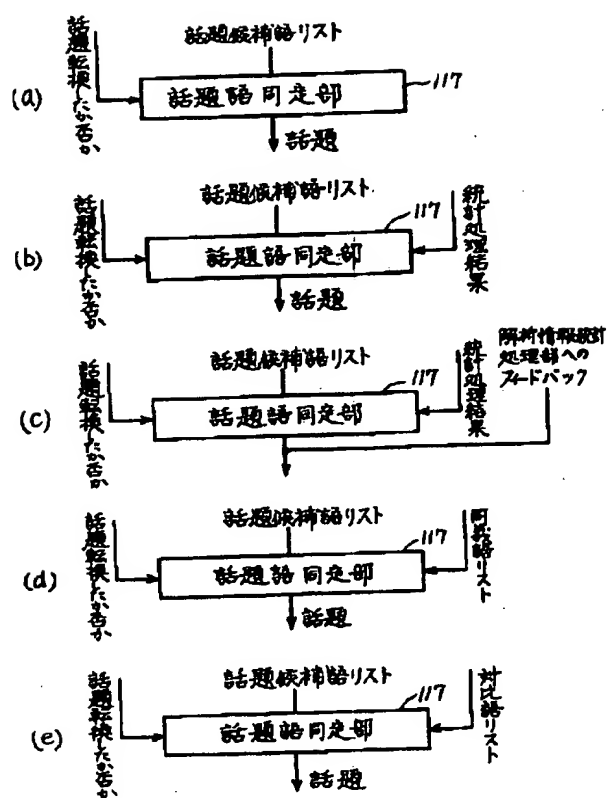 (a)
話題転換したか否か
話題候補語リスト
話題語同定部
117
話題
(b)
話題転換したか否か
話題候補語リスト
話題語同定部
117
統計処理結果
話題
(c)
話題転換したか否か
話題候補語リスト
話題語同定部
117
統計処理結果
解析情報統計
処理部への
フィードバック
(d)
話題転換したか否か
話題候補語リスト
話題語同定部
117
同義語リスト
話題
(e)
話題転換したか否か
話題候補語リスト
話題語同定部
117
対比語リスト
話題